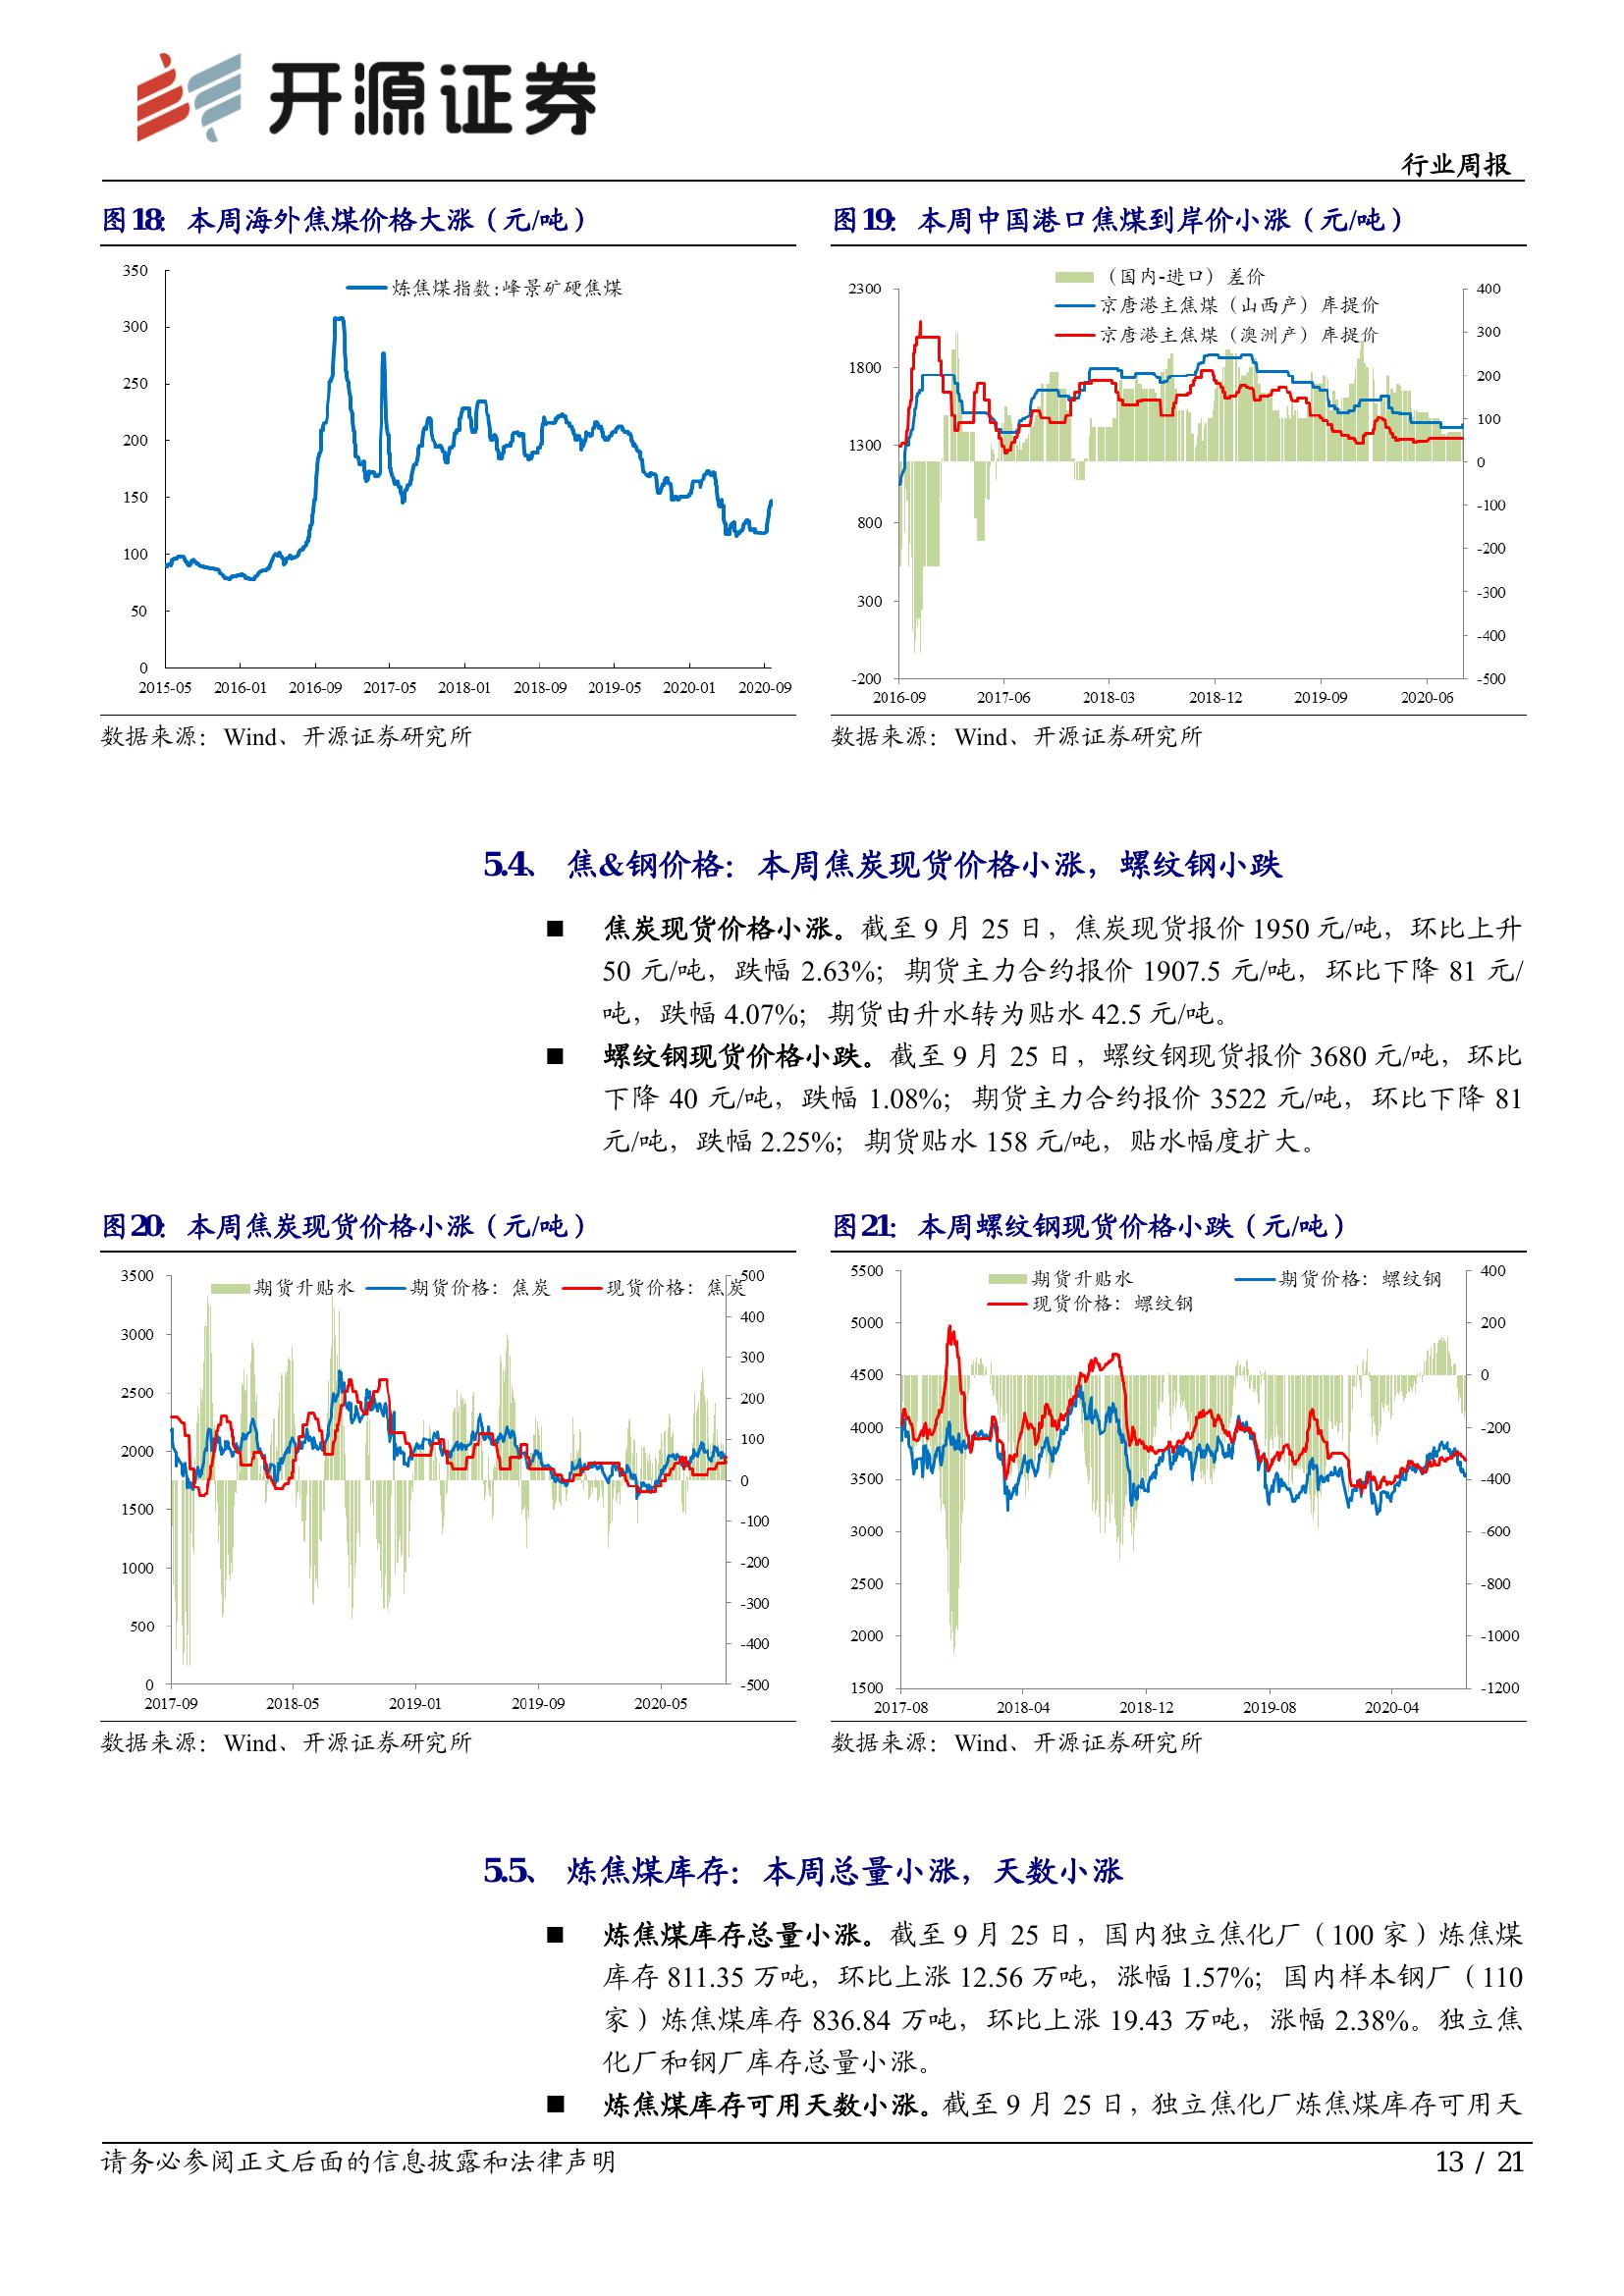 开源证券
行业周报
图18： 本周海外焦煤价格大涨（元/吨）
350
300
250
200
150
100
50
0
炼焦煤指数:峰景矿硬焦煤
2015-05 2016-01 2016-09 2017-05 2018-01 2018-09 2019-05 2020-01 2020-09
数据来源：Wind、开源证券研究所
图19： 本周中国港口焦煤到岸价小涨（元/吨）
（国内-进口）差价
京唐港主焦煤（山西产）库提价
京唐港主焦煤（澳洲产）库提价
2300
1800
1300
800
300
-200
400
300
200
100
0
-100
-200
-300
-400
-500
2016-09 2017-06 2018-03 2018-12 2019-09 2020-06
数据来源：Wind、开源证券研究所
5.4、 焦&钢价格：本周焦炭现货价格小涨，螺纹钢小跌
■ 焦炭现货价格小涨。截至 9 月 25 日，焦炭现货报价 1950 元/吨，环比上升
50 元/吨，跌幅 2.63%；期货主力合约报价 1907.5 元/吨，环比下降 81 元/
吨，跌幅 4.07%；期货由升水转为贴水 42.5 元/吨。
■ 螺纹钢现货价格小跌。截至 9 月 25 日，螺纹钢现货报价 3680 元/吨，环比
下降 40 元/吨，跌幅 1.08%；期货主力合约报价 3522 元/吨，环比下降 81
元/吨，跌幅 2.25%；期货贴水 158 元/吨，贴水幅度扩大。
图20： 本周焦炭现货价格小涨（元/吨）
期货升贴水 期货价格：焦炭 现货价格：焦炭
3500
3000
2500
2000
1500
1000
500
0
500
400
300
200
100
0
-100
-200
-300
-400
-500
2017-09 2018-05 2019-01 2019-09 2020-05
数据来源：Wind、开源证券研究所
图21： 本周螺纹钢现货价格小跌（元/吨）
期货升贴水 期货价格：螺纹钢
现货价格：螺纹钢
5500
5000
4500
4000
3500
3000
2500
2000
1500
400
200
0
-200
-400
-600
-800
-1000
-1200
2017-08 2018-04 2018-12 2019-08 2020-04
数据来源：Wind、开源证券研究所
5.5、 炼焦煤库存：本周总量小涨，天数小涨
■ 炼焦煤库存总量小涨。截至 9 月 25 日，国内独立焦化厂（100 家）炼焦煤
库存 811.35 万吨，环比上涨 12.56 万吨，涨幅 1.57%；国内样本钢厂（110
家）炼焦煤库存 836.84 万吨，环比上涨 19.43 万吨，涨幅 2.38%。独立焦
化厂和钢厂库存总量小涨。
■ 炼焦煤库存可用天数小涨。截至 9 月 25 日，独立焦化厂炼焦煤库存可用天
请务必参阅正文后面的信息披露和法律声明
13 / 21